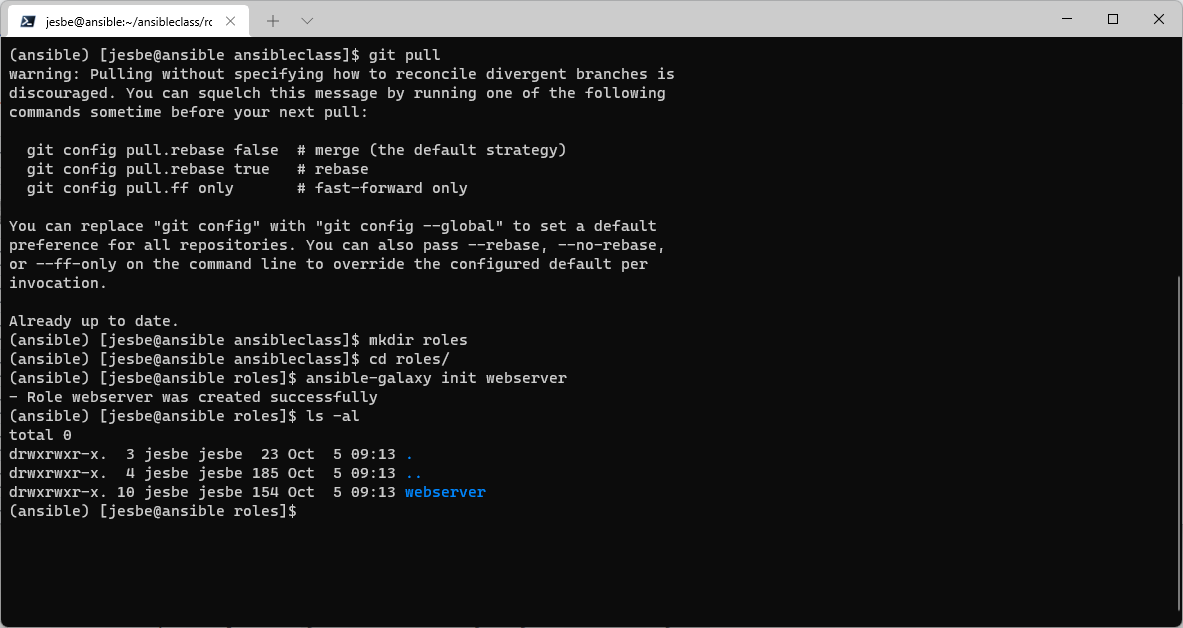 jesbe@ansible:~/ansibleclass/rc
(ansible) [jesbe@ansible ansibleclass]$ git pull
warning: Pulling without specifying how to reconcile divergent branches is
discouraged. You can squelch this message by running one of the following
commands sometime before your next pull:

  git config pull.rebase false  # merge (the default strategy)
  git config pull.rebase true   # rebase
  git config pull.ff only       # fast-forward only

You can replace "git config" with "git config --global" to set a default
preference for all repositories. You can also pass --rebase, --no-rebase,
or --ff-only on the command line to override the configured default per
invocation.

Already up to date.
(ansible) [jesbe@ansible ansibleclass]$ mkdir roles
(ansible) [jesbe@ansible ansibleclass]$ cd roles/
(ansible) [jesbe@ansible roles]$ ansible-galaxy init webserver
- Role webserver was created successfully
(ansible) [jesbe@ansible roles]$ ls -al
total 0
drwxrwxr-x.  3 jesbe jesbe  23 Oct  5 09:13 .
drwxrwxr-x.  4 jesbe jesbe 185 Oct  5 09:13 ..
drwxrwxr-x. 10 jesbe jesbe 154 Oct  5 09:13 webserver
(ansible) [jesbe@ansible roles]$